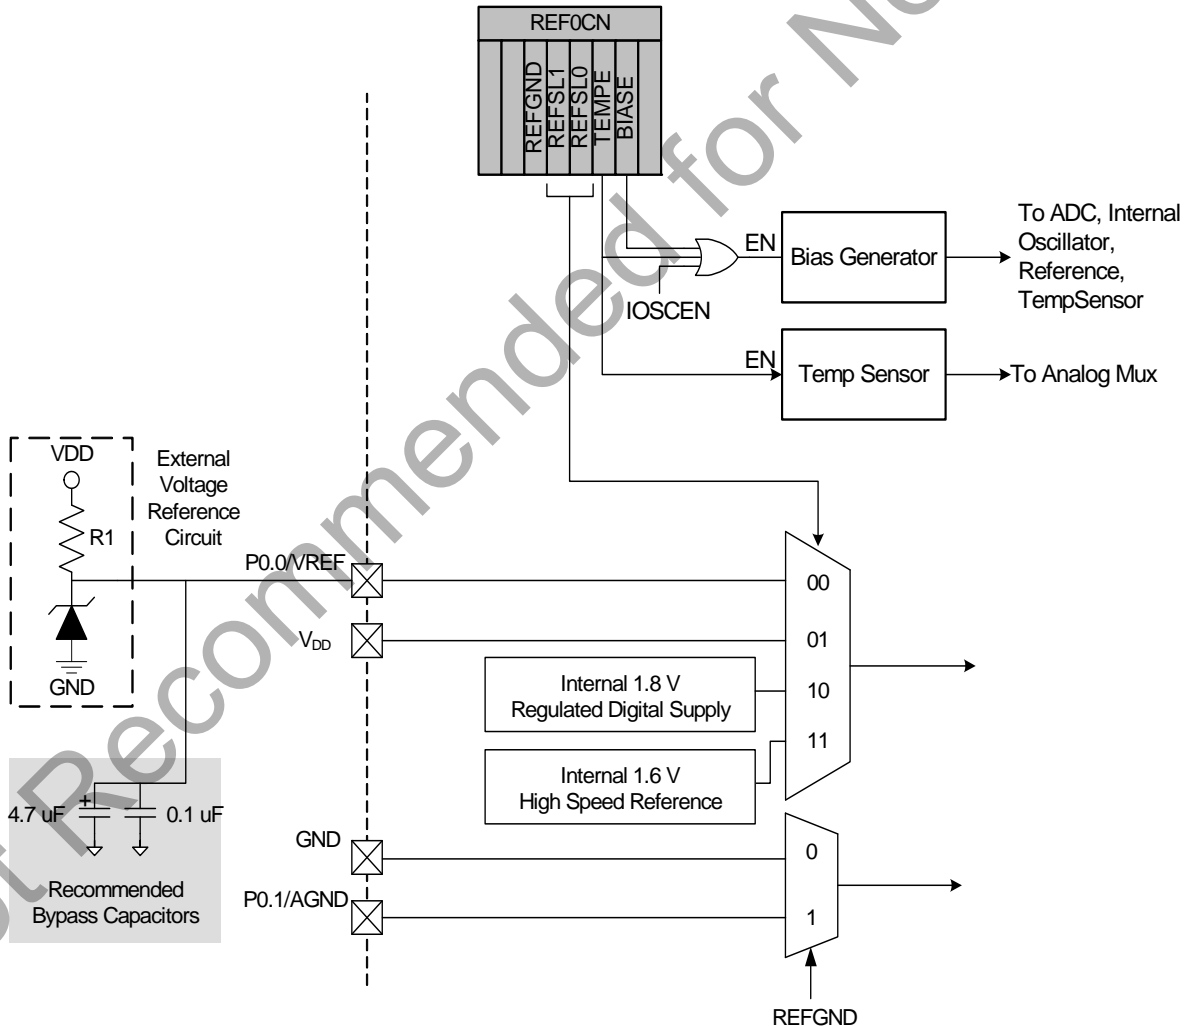 REF0CN
REFGND
REFSL1
REFSL0
TEMPE
BIASE
EN
Bias Generator
To ADC, Internal
Oscillator,
Reference,
TempSensor
IOSCEN
EN
Temp Sensor
To Analog Mux
VDD
R1
GND
External
Voltage
Reference
Circuit
P0.0/VREF
VDD
00
01
10
11
Internal 1.8 V
Regulated Digital Supply
Internal 1.6 V
High Speed Reference
4.7 uF
+
0.1 uF
Recommended
Bypass Capacitors
GND
P0.1/AGND
0
1
REFGND
Recommended for